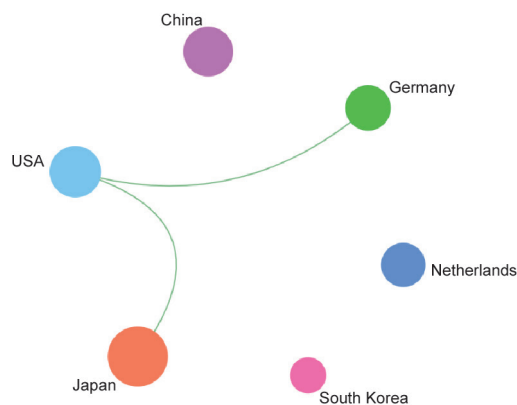 China
Germany
USA
Netherlands
Japan
South Korea